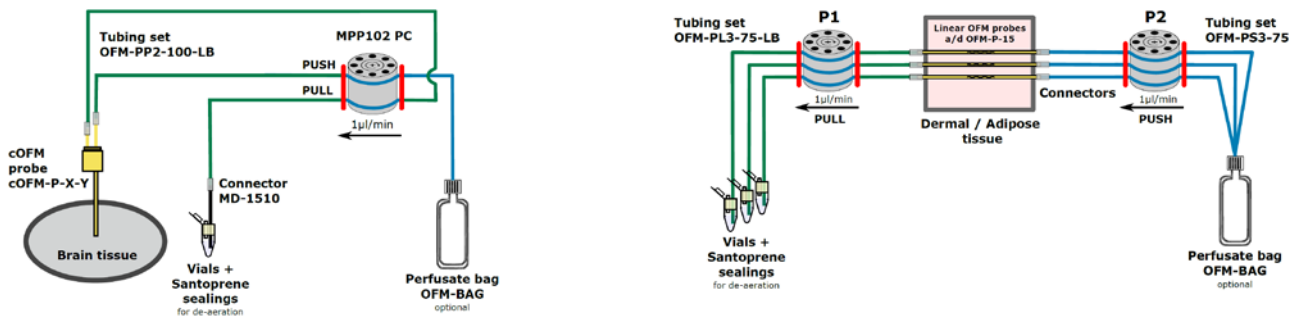 Tubing set
OFM-PP2-100-LB
MPP102 PC
PUSH
PULL
1µl/min
cOFM
probe
cOFM-P-X-Y
Connector
MD-1510
Brain tissue
Vials +
Santoprene
sealings
for de-aeration
Perfusate bag
OFM-BAG
optional
Tubing set
OFM-PL3-75-LB
P1
Linear OFM probes
a/d OFM-P-15
P2
Tubing set
OFM-PS3-75
1µl/min
PULL
Connectors
1µl/min
PUSH
Dermal / Adipose
tissue
Vials +
Santoprene
sealings
for de-aeration
Perfusate bag
OFM-BAG
optional